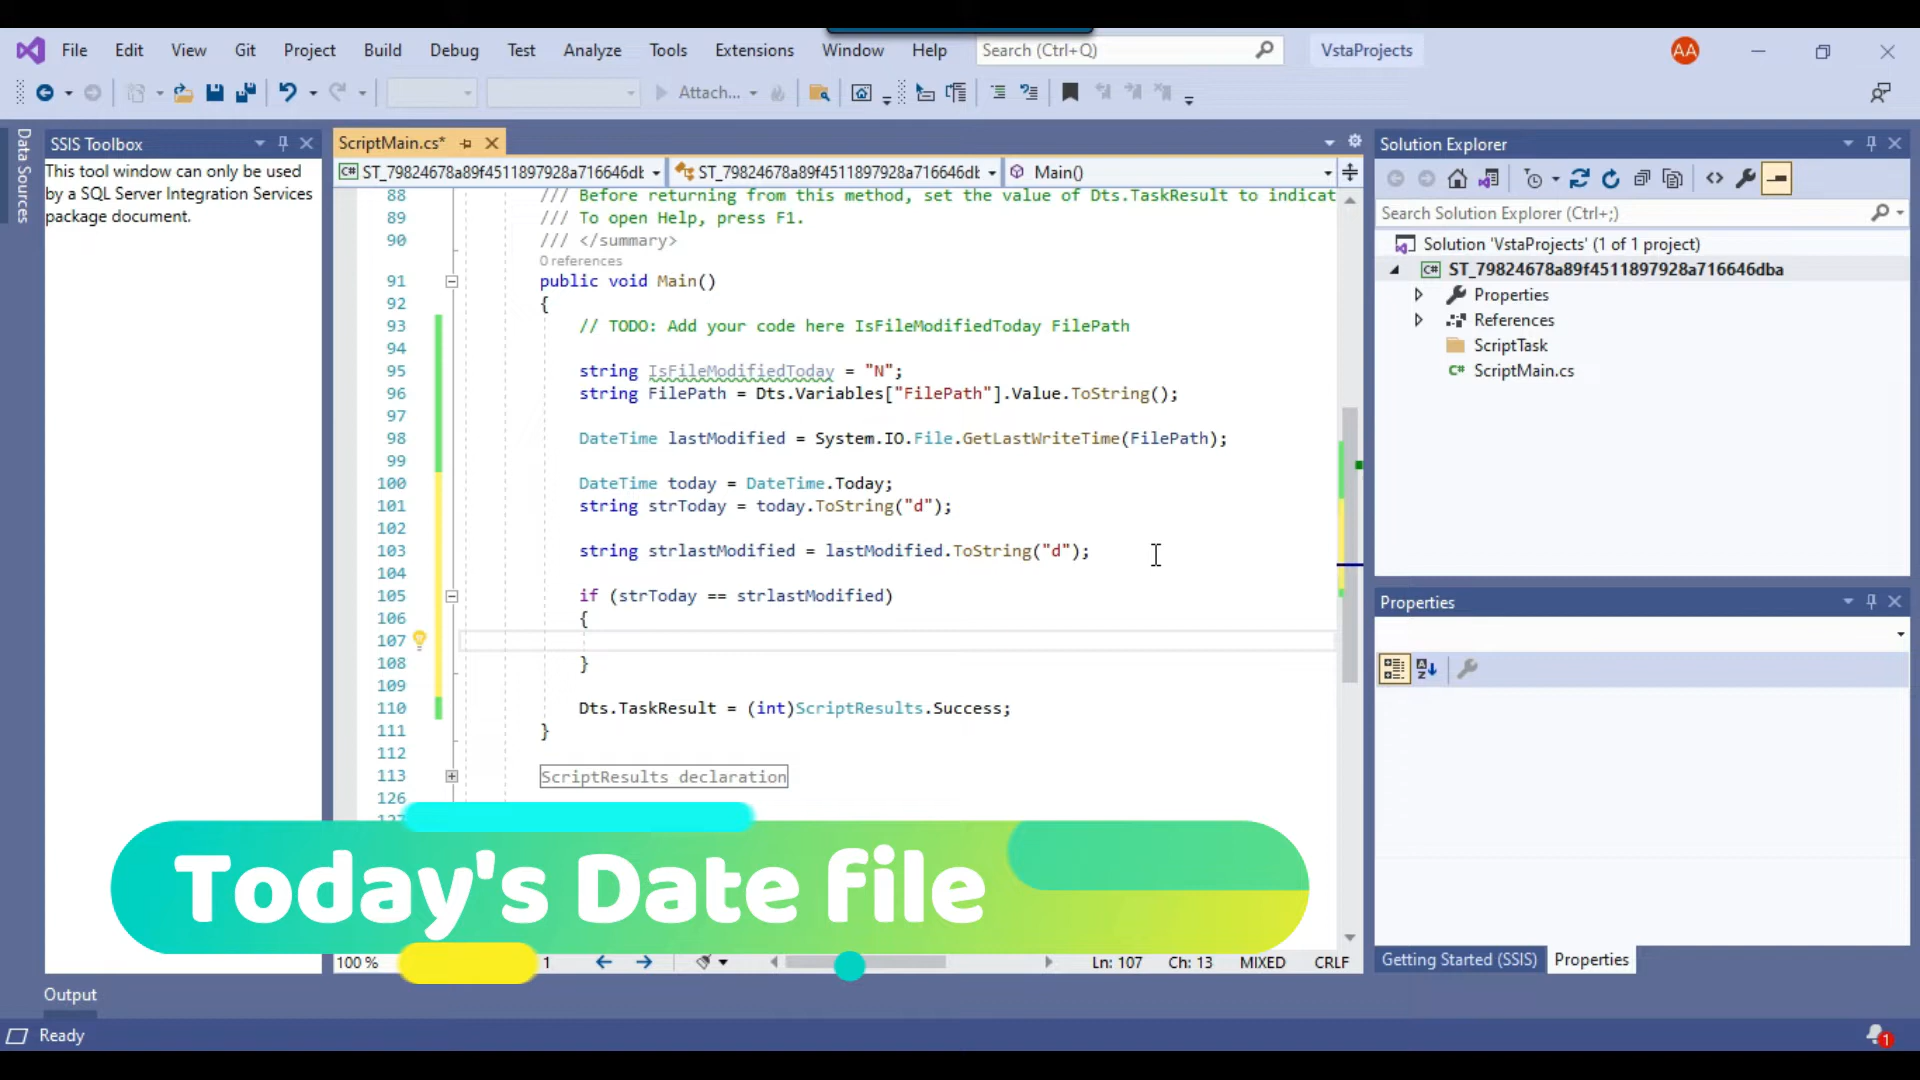 File Edit View Git Project Build Debug Test Analyze Tools Extensions Window Help Search (Ctrl+Q) VstaProjects AA
Attach...
Data Sources
SSIS Toolbox
This tool window can only be used
by a SQL Server Integration Services
package document.
ScriptMain.cs*
C# ST_79824678a89f4511897928a716646db ST_79824678a89f4511897928a716646db Main()
88 /// Before returning from this method, set the value of Dts.TaskResult to indicat
89 /// To open Help, press F1.
90 /// </summary>
0 references
91 public void Main()
92 {
93 // TODO: Add your code here IsFileModifiedToday FilePath
94
95 string IsFileModifiedToday = "N";
96 string FilePath = Dts.Variables["FilePath"].Value.ToString();
97
98 DateTime lastModified = System.IO.File.GetLastWriteTime(FilePath);
99
100 DateTime today = DateTime.Today;
101 string strToday = today.ToString("d");
102
103 string strlastModified = lastModified.ToString("d");
104
105 if (strToday == strlastModified)
106 {
107
108 }
109
110 Dts.TaskResult = (int)ScriptResults.Success;
111 }
112
113 ScriptResults declaration
126
Today's Date file
100 % 1 Ln: 107 Ch: 13 MIXED CRLF
Solution Explorer
Search Solution Explorer (Ctrl+;)
Solution 'VstaProjects' (1 of 1 project)
C# ST_79824678a89f4511897928a716646dba
Properties
References
ScriptTask
C# ScriptMain.cs
Properties
Getting Started (SSIS) Properties
Output
Ready
1